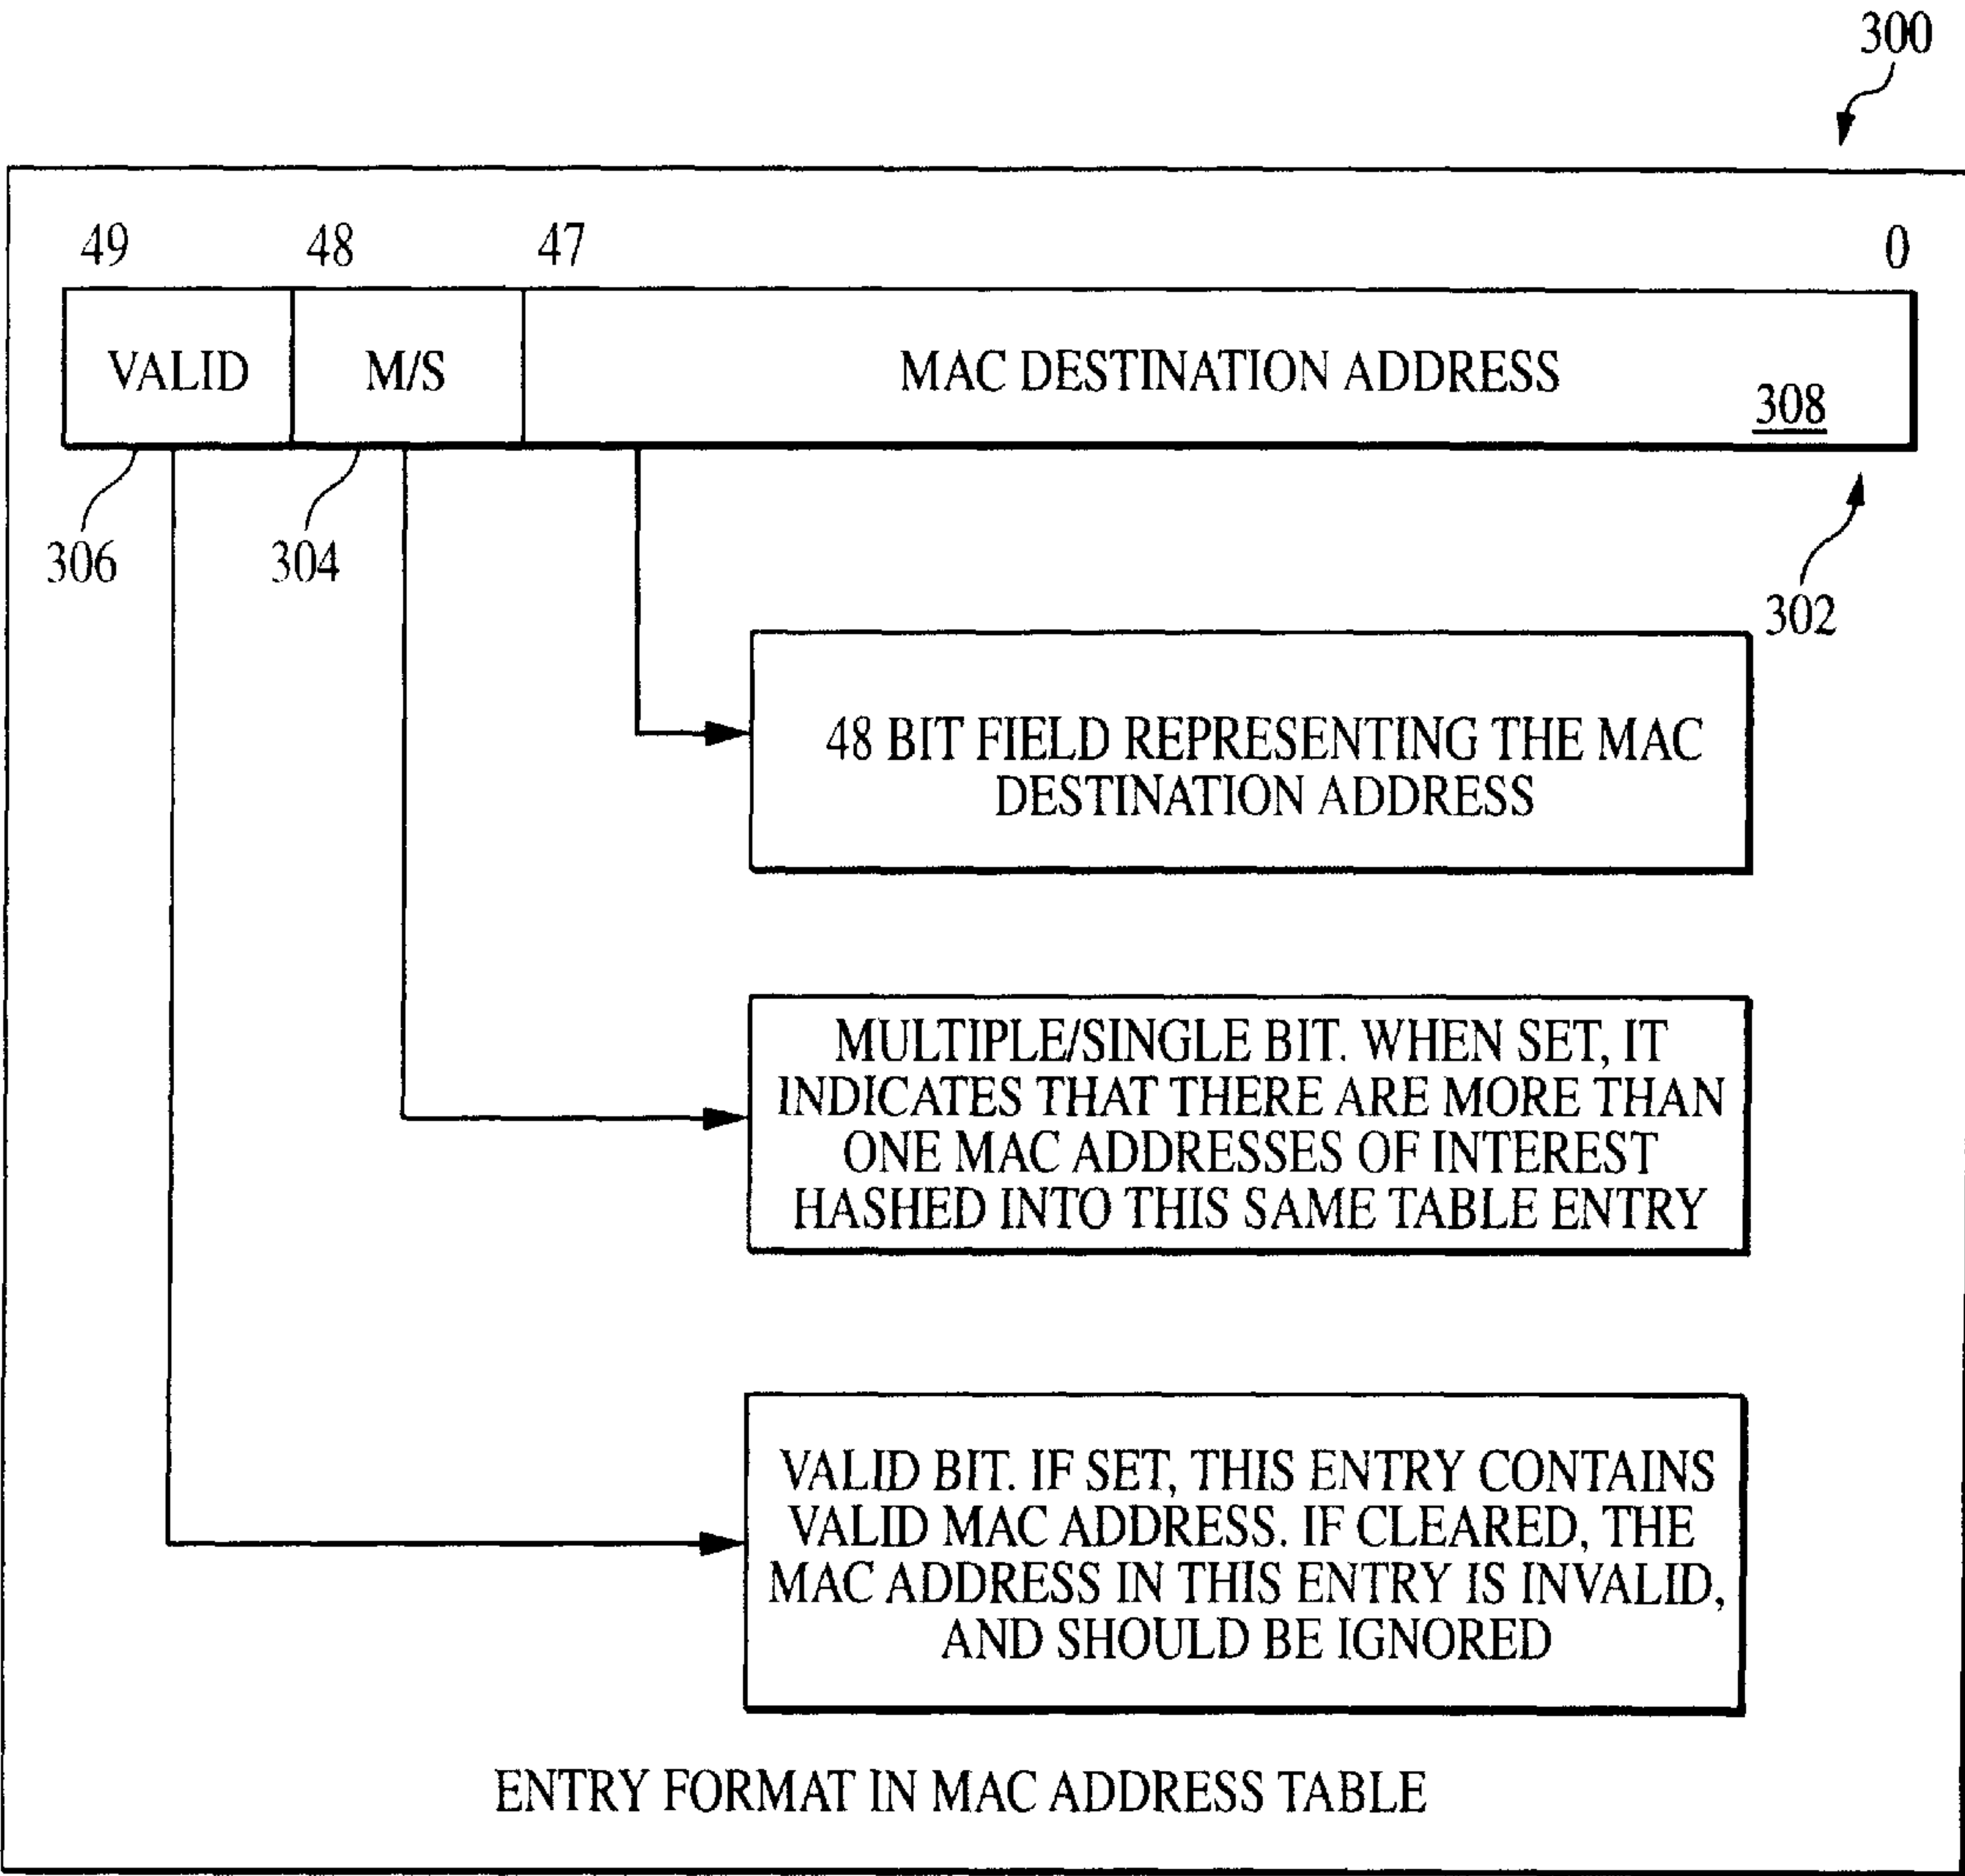 300
49 48 47 0
VALID M/S MAC DESTINATION ADDRESS
308
306 304
302
48 BIT FIELD REPRESENTING THE MAC
DESTINATION ADDRESS
MULTIPLE/SINGLE BIT. WHEN SET, IT
INDICATES THAT THERE ARE MORE THAN
ONE MAC ADDRESSES OF INTEREST
HASHED INTO THIS SAME TABLE ENTRY
VALID BIT. IF SET, THIS ENTRY CONTAINS
VALID MAC ADDRESS. IF CLEARED, THE
MAC ADDRESS IN THIS ENTRY IS INVALID,
AND SHOULD BE IGNORED
ENTRY FORMAT IN MAC ADDRESS TABLE